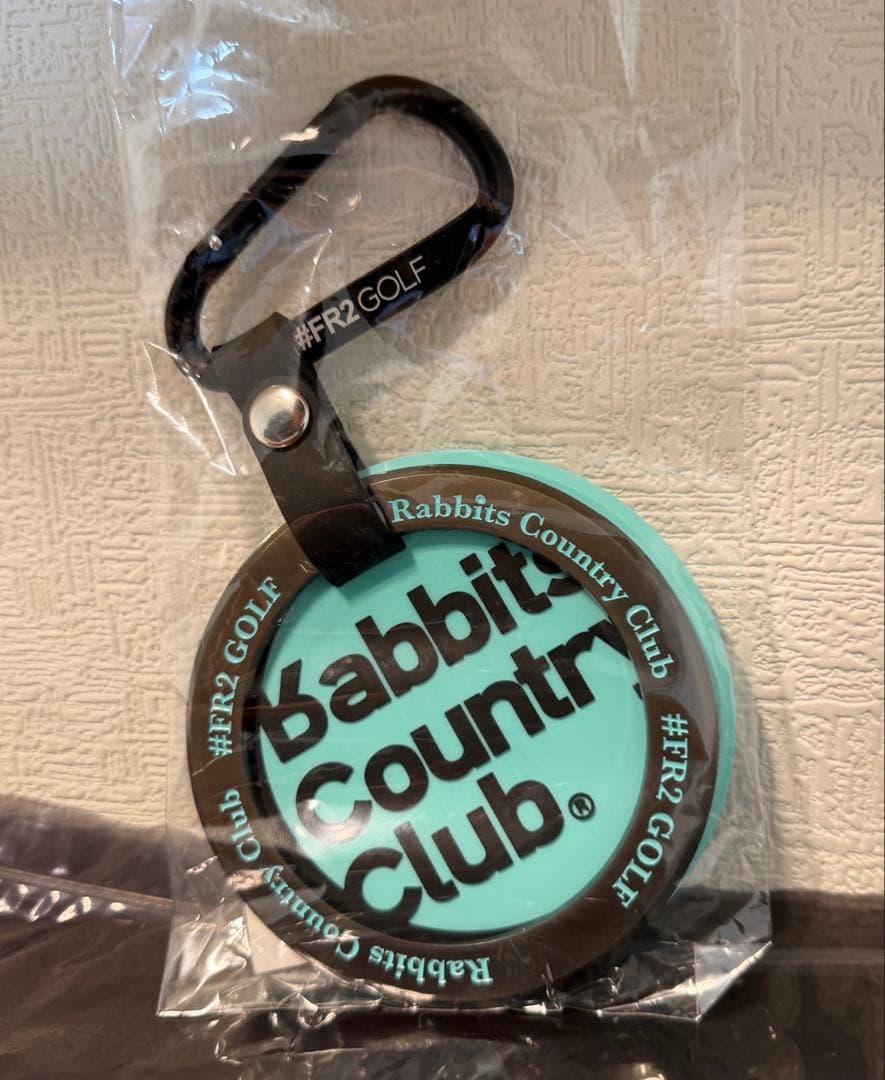 #FR2 GOLF
Rabbits Country Club
#FR2 GOLF
Rabbits Country Club
#FR2 GOLF
Rabbits
Country
Club®